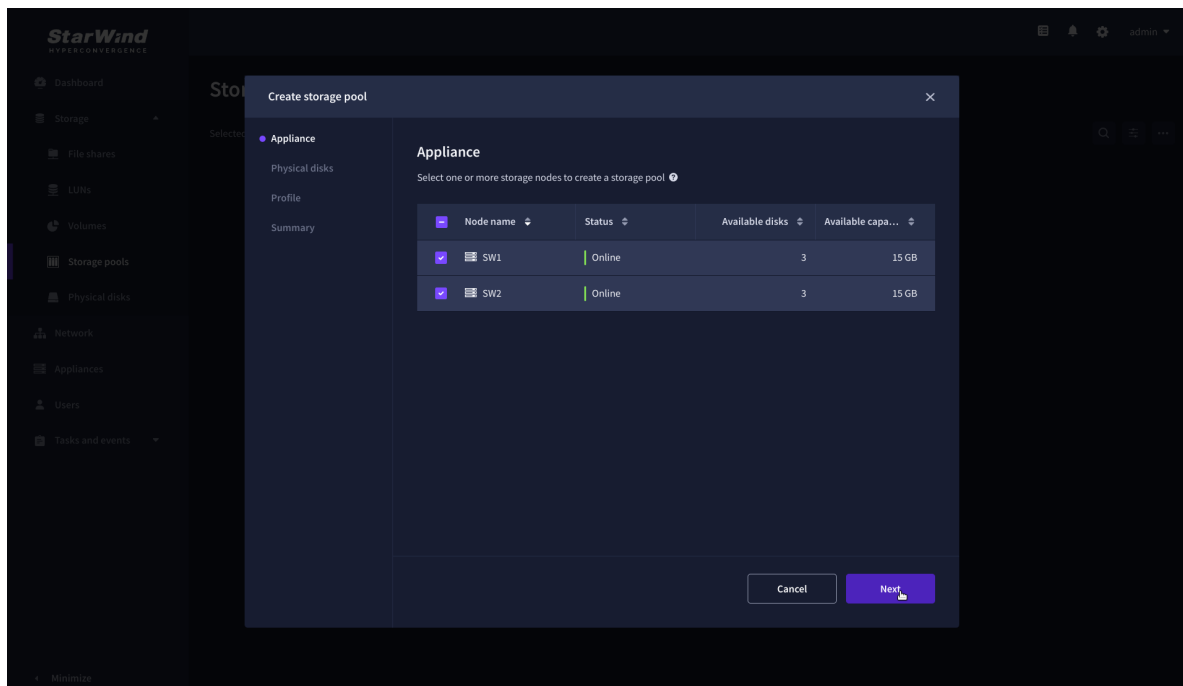 StarWind
HYPERCONVERGENCE
admin
Dashboard
Storage
File shares
LUNs
Volumes
Storage pools
Physical disks
Network
Appliances
Users
Tasks and events
Minimize
Stor
Selected
Create storage pool
Appliance
Physical disks
Profile
Summary
Appliance
Select one or more storage nodes to create a storage pool
Node name Status Available disks Available capa...
SW1 Online 3 15 GB
SW2 Online 3 15 GB
Cancel Next